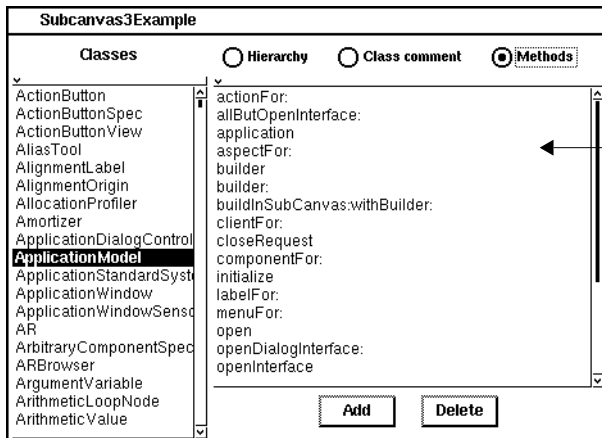 Subcanvas3Example
Classes
Hierarchy Class comment Methods
ActionButton
ActionButtonSpec
ActionButtonView
AliasTool
AlignmentLabel
AlignmentOrigin
AllocationProfiler
Amortizer
ApplicationDialogControl
ApplicationModel
ApplicationStandardSyste
ApplicationWindow
ApplicationWindowSenso
AR
ArbitraryComponentSpec
ARBrowser
ArgumentVariable
ArithmeticLoopNode
ArithmeticValue
actionFor:
allButOpenInterface:
application
aspectFor:
builder
builder:
buildInSubCanvas:withBuilder:
clientFor:
closeRequest
componentFor:
initialize
labelFor:
menuFor:
open
openDialogInterface:
openInterface
Add Delete